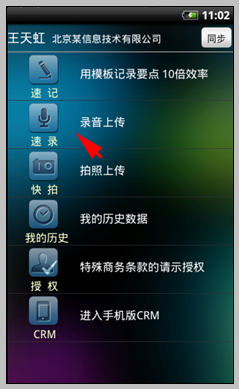 11:02
王天虹 北京某信息技术有限公司 同步
用模板记录要点 10倍效率
速 记
录音上传
速 录
拍照上传
快 拍
我的历史数据
我的历史
特殊商务条款的请示授权
授 权
进入手机版CRM
CRM